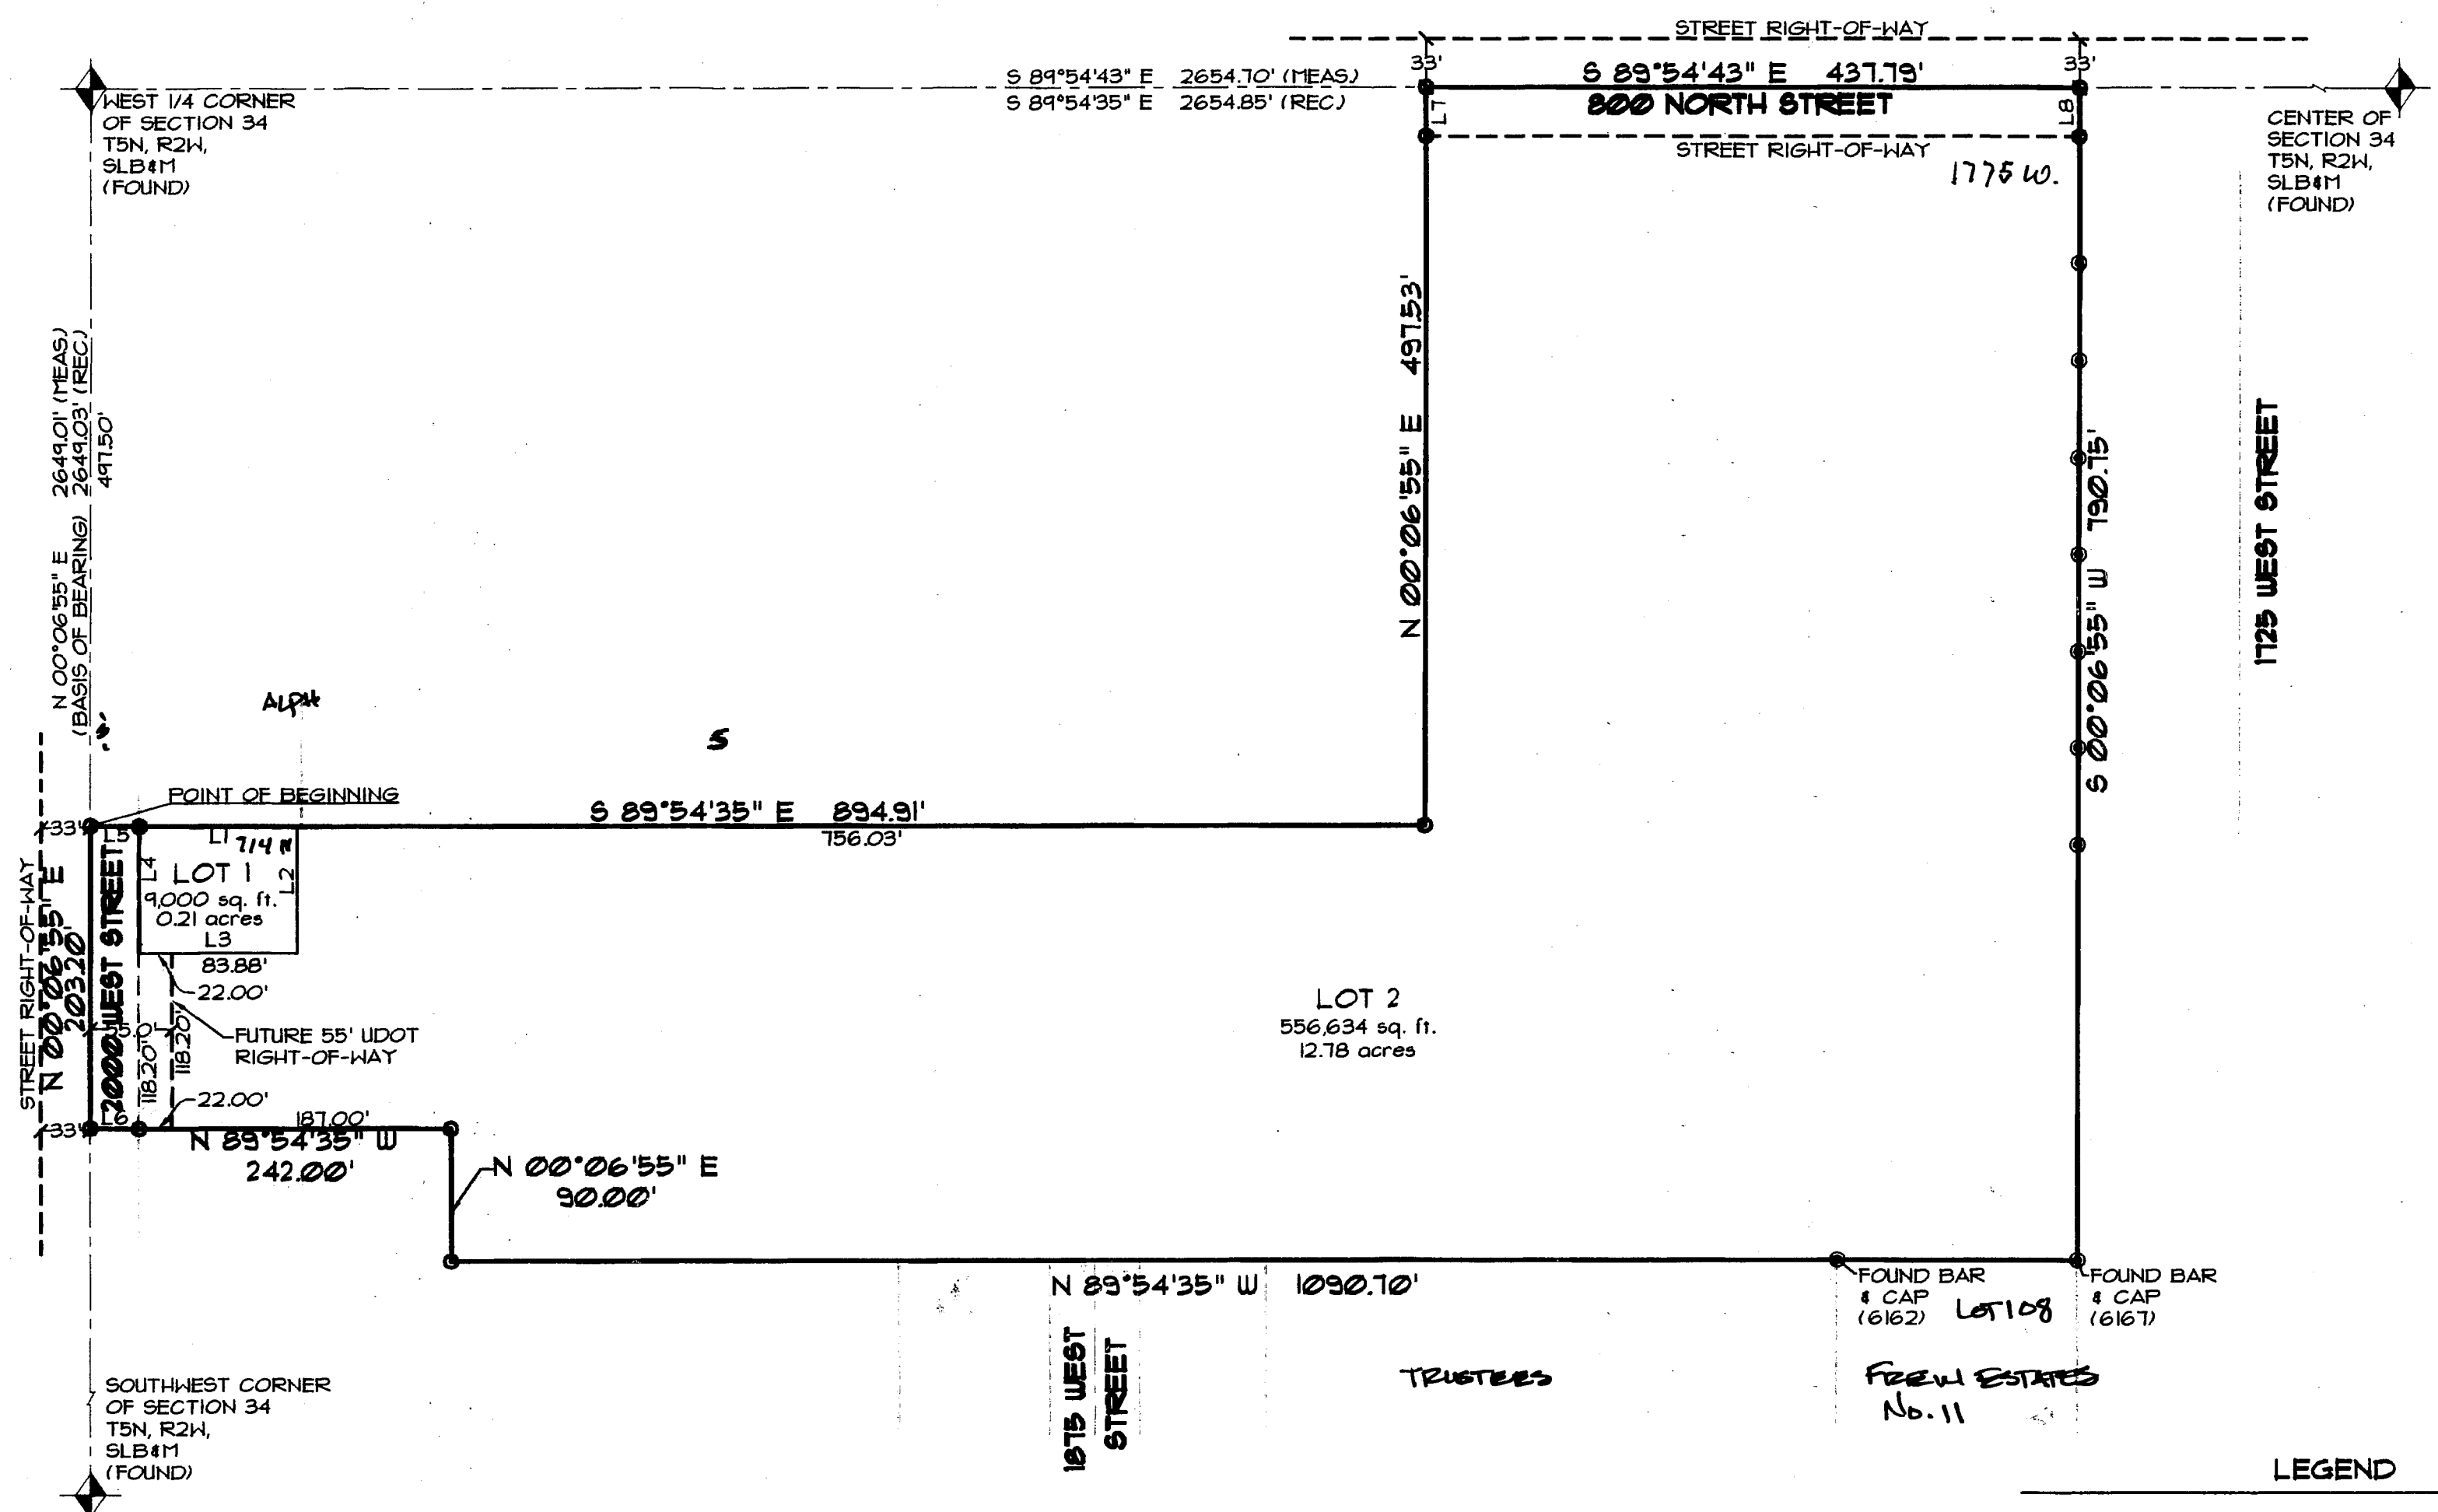 STREET RIGHT-OF-WAY
33'
33'
S 89°54'43" E 2654.70' (MEAS.)
S 89°54'35" E 2654.85' (REC.)
S 89°54'43" E 437.79'
800 NORTH STREET
L7
L8
STREET RIGHT-OF-WAY
1775 W.
WEST 1/4 CORNER
OF SECTION 34
T5N, R2W,
SLB&M
(FOUND)
CENTER OF
SECTION 34
T5N, R2W,
SLB&M
(FOUND)
N 00°06'55" E 2649.01' (MEAS.)
(BASIS OF BEARING) 2649.03' (REC.)
497.50'
N 00°06'55" E 497.53'
S 00°06'55" W 790.75'
1725 WEST STREET
ALPH
S
POINT OF BEGINNING
S 89°54'35" E 894.91'
756.03'
33'
L5
L1
714 N
L4
LOT 1
L2
9,000 sq. ft.
0.21 acres
L3
83.88'
22.00'
STREET RIGHT-OF-WAY
N 00°06'55" E
203.20'
2000 WEST STREET
55.0'
118.20'
118.20'
FUTURE 55' UDOT
RIGHT-OF-WAY
22.00'
33'
L6
187.00'
N 89°54'35" W
242.00'
N 00°06'55" E
90.00'
LOT 2
556,634 sq. ft.
12.78 acres
N 89°54'35" W 1090.70'
1875 WEST
STREET
FOUND BAR
& CAP
(6162)
LOT 108
FOUND BAR
& CAP
(6167)
TRUSTEES
ESTATES
No. 11
SOUTHWEST CORNER
OF SECTION 34
T5N, R2W,
SLB&M
(FOUND)
LEGEND